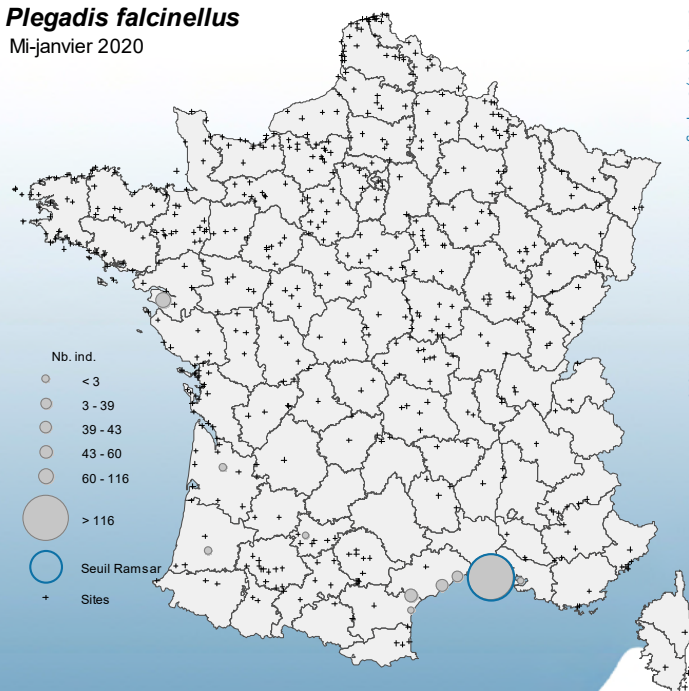 Plegadis falcinellus
Mi-janvier 2020
Nb. ind.
< 3
3 - 39
39 - 43
43 - 60
60 - 116
> 116
Seuil Ramsar
Sites